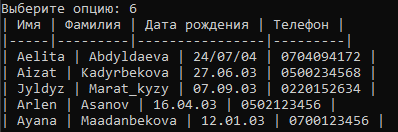 Выберите опцию: 6
| Имя | Фамилия | Дата рождения | Телефон |
|-----|---------|---------------|---------|
| Aelita | Abdyldaeva | 24/07/04 | 0704094172 |
| Aizat | Kadyrbekova | 27.06.03 | 0500234568 |
| Jyldyz | Marat_kyzy | 07.09.03 | 0220152634 |
| Arlen | Asanov | 16.04.03 | 0502123456 |
| Ayana | Maadanbekova | 12.01.03 | 0700123456 |